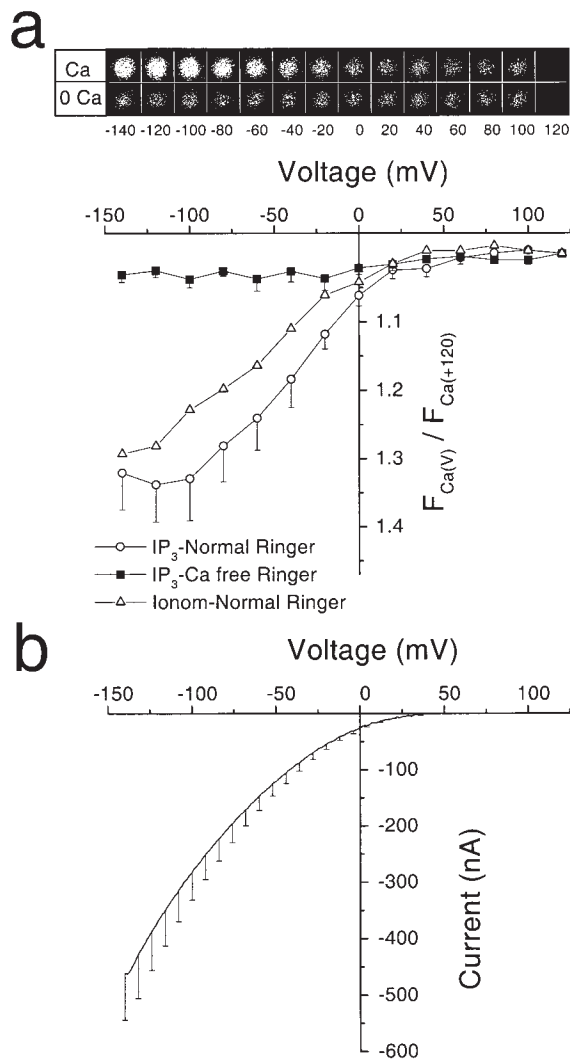 a
Ca
0 Ca
-140 -120 -100 -80 -60 -40 -20 0 20 40 60 80 100 120
Voltage (mV)
-150 -100 -50 0 50 100
1.1
1.2
1.3
1.4
F Ca(V) / F Ca(+120)
IP3-Normal Ringer
IP3-Ca free Ringer
Ionom-Normal Ringer
b
Voltage (mV)
-150 -100 -50 0 50 100
-100
-200
-300
-400
-500
-600
Current (nA)